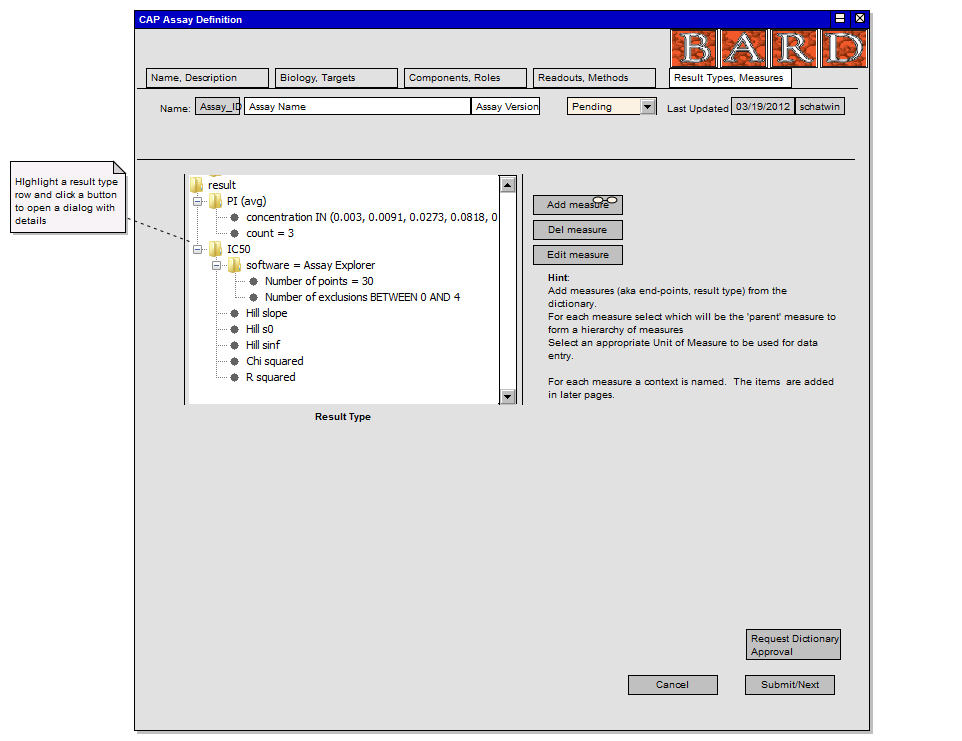 CAP Assay Definition
BARD
Name, Description
Biology, Targets
Components, Roles
Readouts, Methods
Result Types, Measures
Name:
Assay_ID
Assay Name
Assay Version
Pending
Last Updated
03/19/2012
schatwin
HIghlight a result type
row and click a button
to open a dialog with
details
result
PI (avg)
concentration IN (0.003, 0.0091, 0.0273, 0.0818, 0
count = 3
IC50
software = Assay Explorer
Number of points = 30
Number of exclusions BETWEEN 0 AND 4
Hill slope
Hill s0
Hill sinf
Chi squared
R squared
Result Type
Add measure
Del measure
Edit measure
Hint:
Add measures (aka end-points, result type) from the
dictionary.
For each measure select which will be the 'parent' measure to
form a hierarchy of measures
Select an appropriate Unit of Measure to be used for data
entry.
For each measure a context is named.  The items  are added
in later pages.
Request Dictionary
Approval
Cancel
Submit/Next